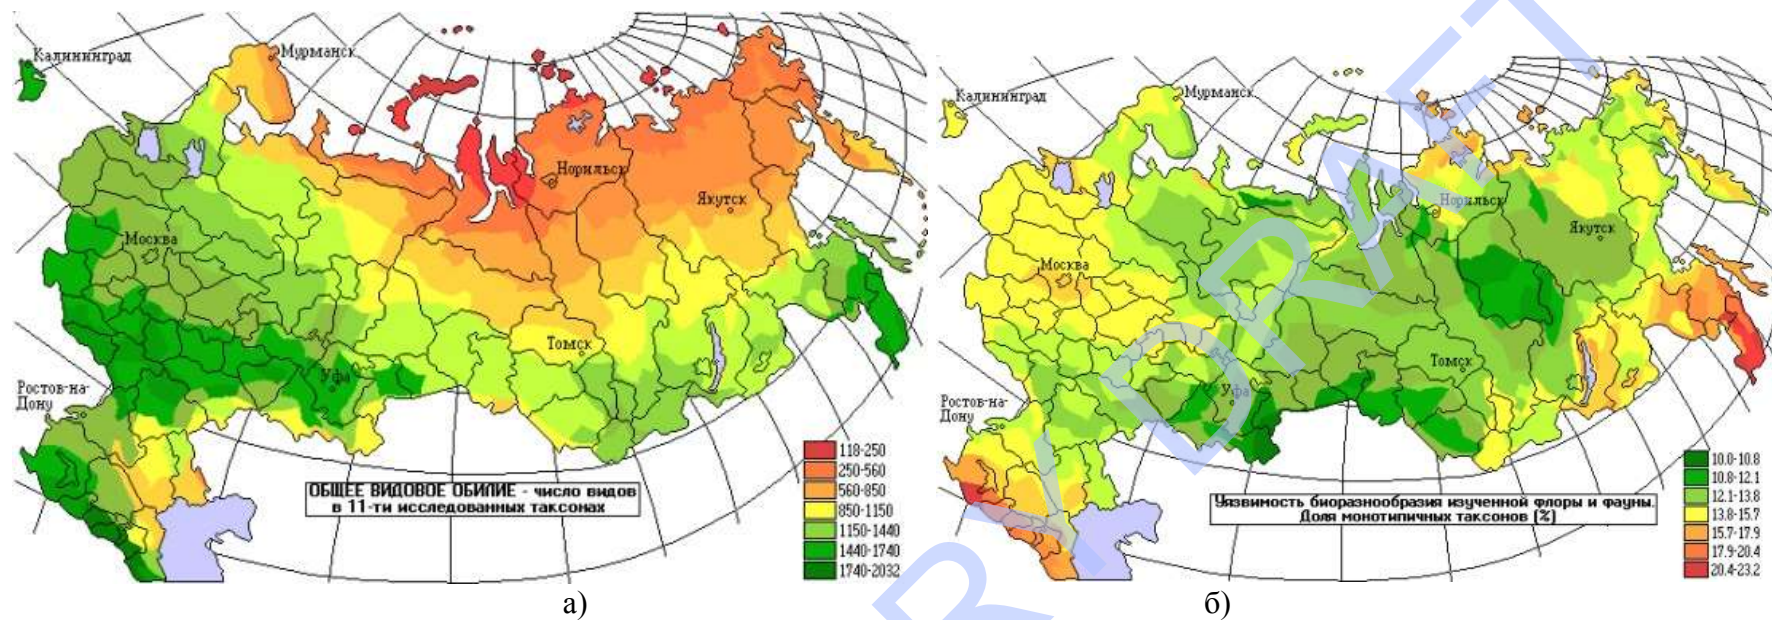 Калининград
Мурманск
Норильск
Якутск
Москва
Томск
Уфа
Ростов-на-
Дону
118-250
250-560
560-850
850-1150
1150-1440
1440-1740
1740-2032
ОБЩЕЕ ВИДОВОЕ ОБИЛИЕ - число видов
в 11-ти исследованных таксонах
а)
Калининград
Мурманск
Норильск
Якутск
Москва
Томск
Уфа
Ростов-на-
Дону
10.0-10.8
10.8-12.1
12.1-13.8
13.8-15.7
15.7-17.9
17.9-20.4
20.4-23.2
Уязвимость биоразнообразия изученной флоры и фауны.
Доля монотипичных таксонов (%)
б)
RY DRAFT